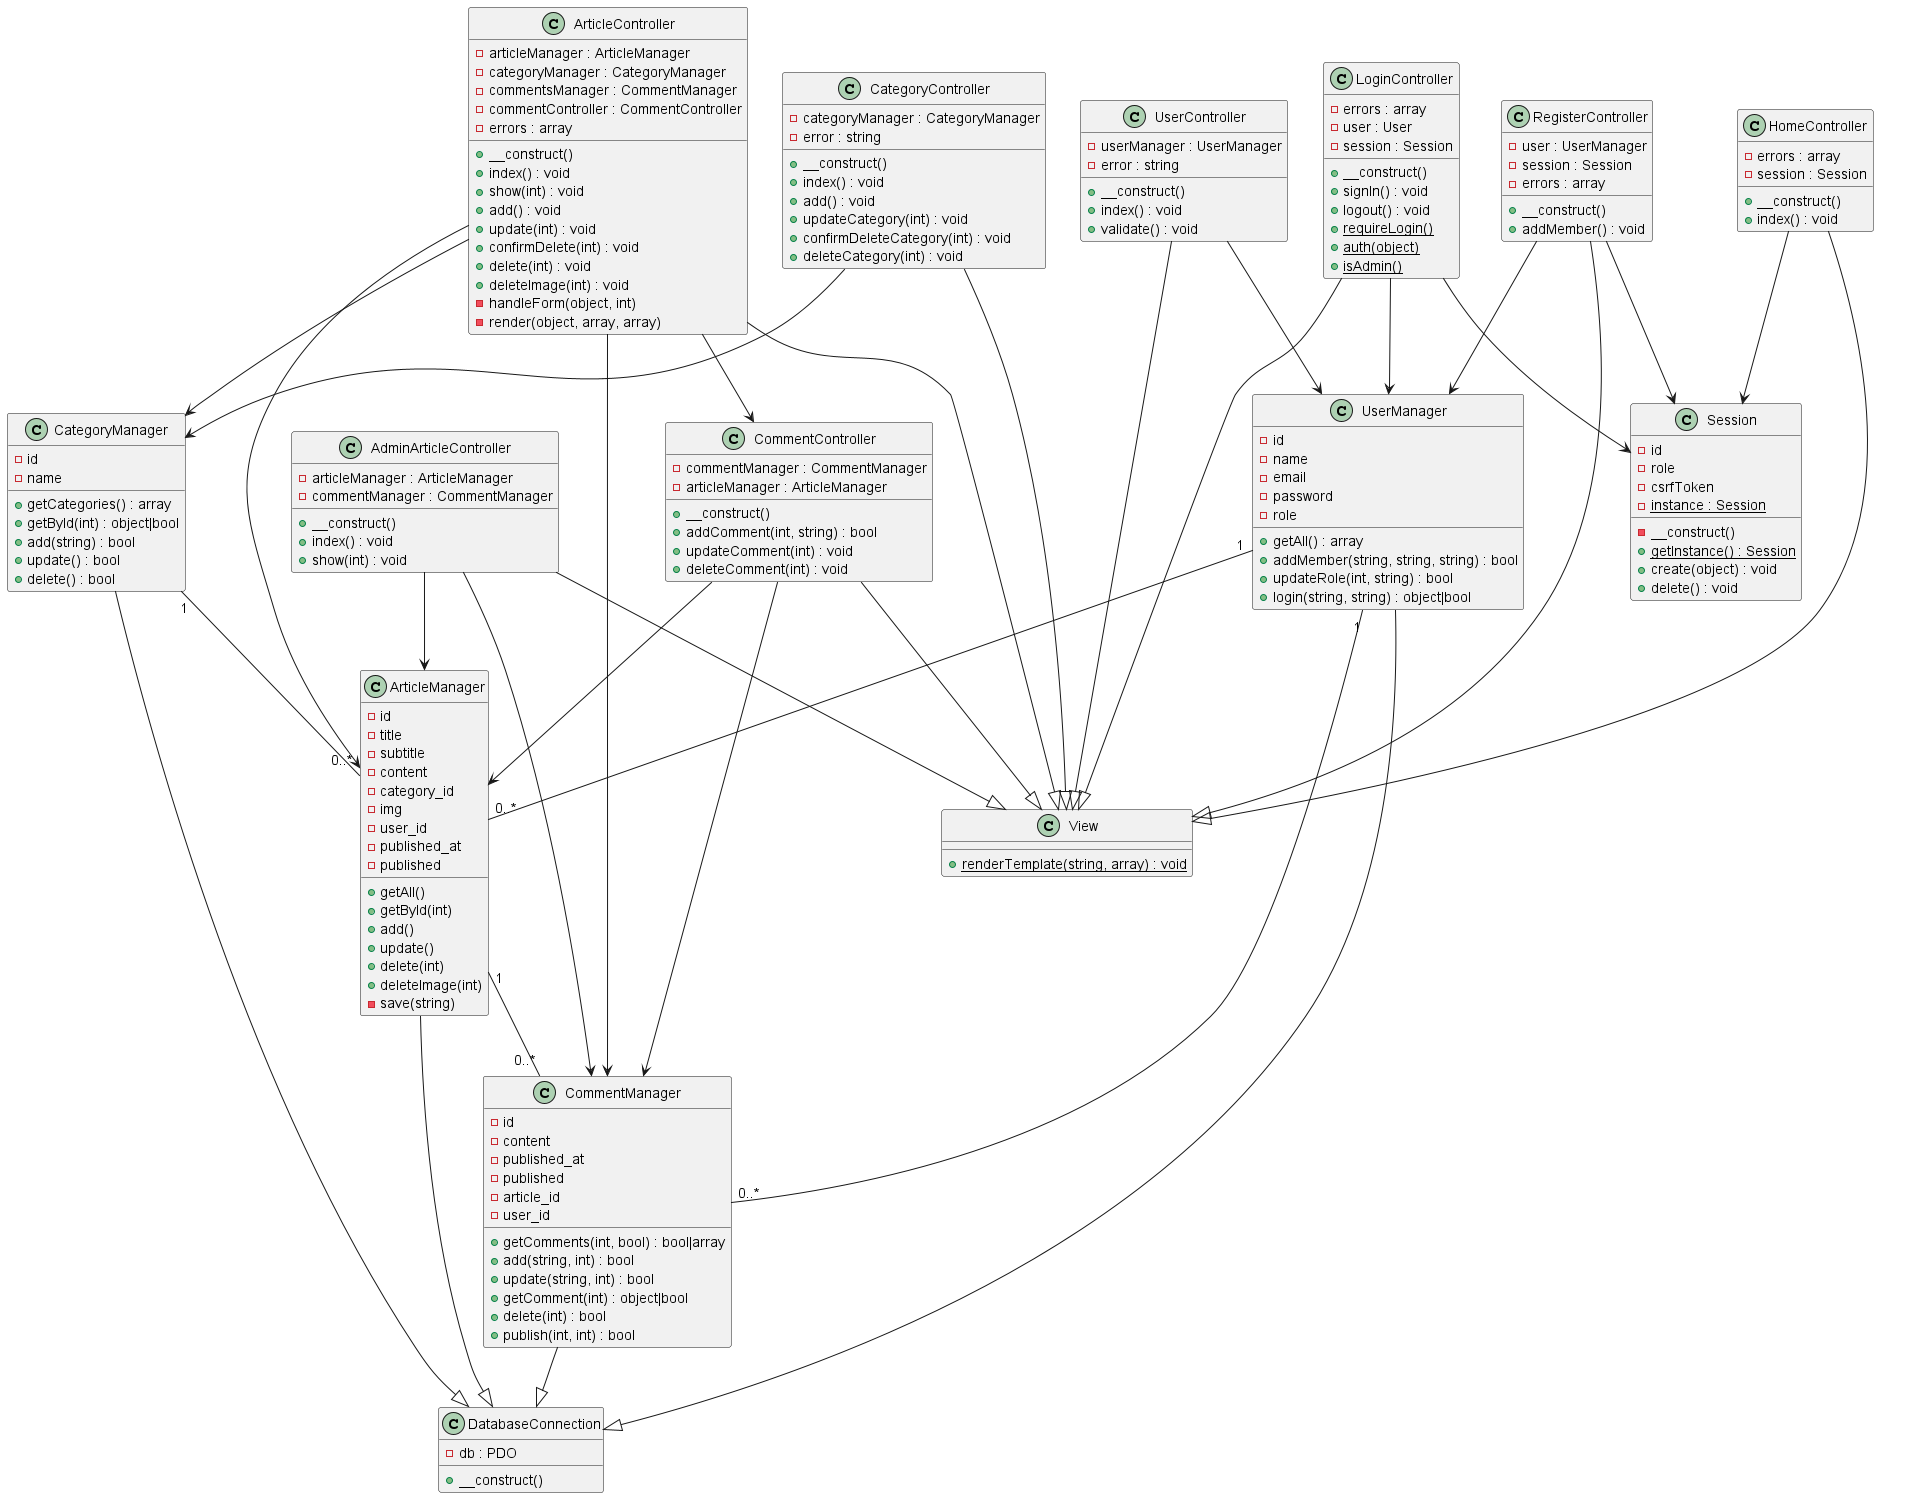 C ArticleController
articleManager : ArticleManager
categoryManager : CategoryManager
commentsManager : CommentManager
commentController : CommentController
errors : array
__construct()
index() : void
show(int) : void
add() : void
update(int) : void
confirmDelete(int) : void
delete(int) : void
deleteImage(int) : void
handleForm(object, int)
render(object, array, array)
C CategoryController
categoryManager : CategoryManager
error : string
__construct()
index() : void
add() : void
updateCategory(int) : void
confirmDeleteCategory(int) : void
deleteCategory(int) : void
C UserController
userManager : UserManager
error : string
__construct()
index() : void
validate() : void
C LoginController
errors : array
user : User
session : Session
__construct()
signIn() : void
logout() : void
requireLogin()
auth(object)
isAdmin()
C RegisterController
user : UserManager
session : Session
errors : array
__construct()
addMember() : void
C HomeController
errors : array
session : Session
__construct()
index() : void
C CategoryManager
id
name
getCategories() : array
getById(int) : object|bool
add(string) : bool
update() : bool
delete() : bool
C AdminArticleController
articleManager : ArticleManager
commentManager : CommentManager
__construct()
index() : void
show(int) : void
C CommentController
commentManager : CommentManager
articleManager : ArticleManager
__construct()
addComment(int, string) : bool
updateComment(int) : void
deleteComment(int) : void
C UserManager
id
name
email
password
role
getAll() : array
addMember(string, string, string) : bool
updateRole(int, string) : bool
login(string, string) : object|bool
C Session
id
role
csrfToken
instance : Session
__construct()
getInstance() : Session
create(object) : void
delete() : void
1
1
1
0..*
0..*
C ArticleManager
id
title
subtitle
content
category_id
img
user_id
published_at
published
getAll()
getById(int)
add()
update()
delete(int)
deleteImage(int)
save(string)
C View
renderTemplate(string, array) : void
1
0..*
0..*
C CommentManager
id
content
published_at
published
article_id
user_id
getComments(int, bool) : bool|array
add(string, int) : bool
update(string, int) : bool
getComment(int) : object|bool
delete(int) : bool
publish(int, int) : bool
C DatabaseConnection
db : PDO
__construct()